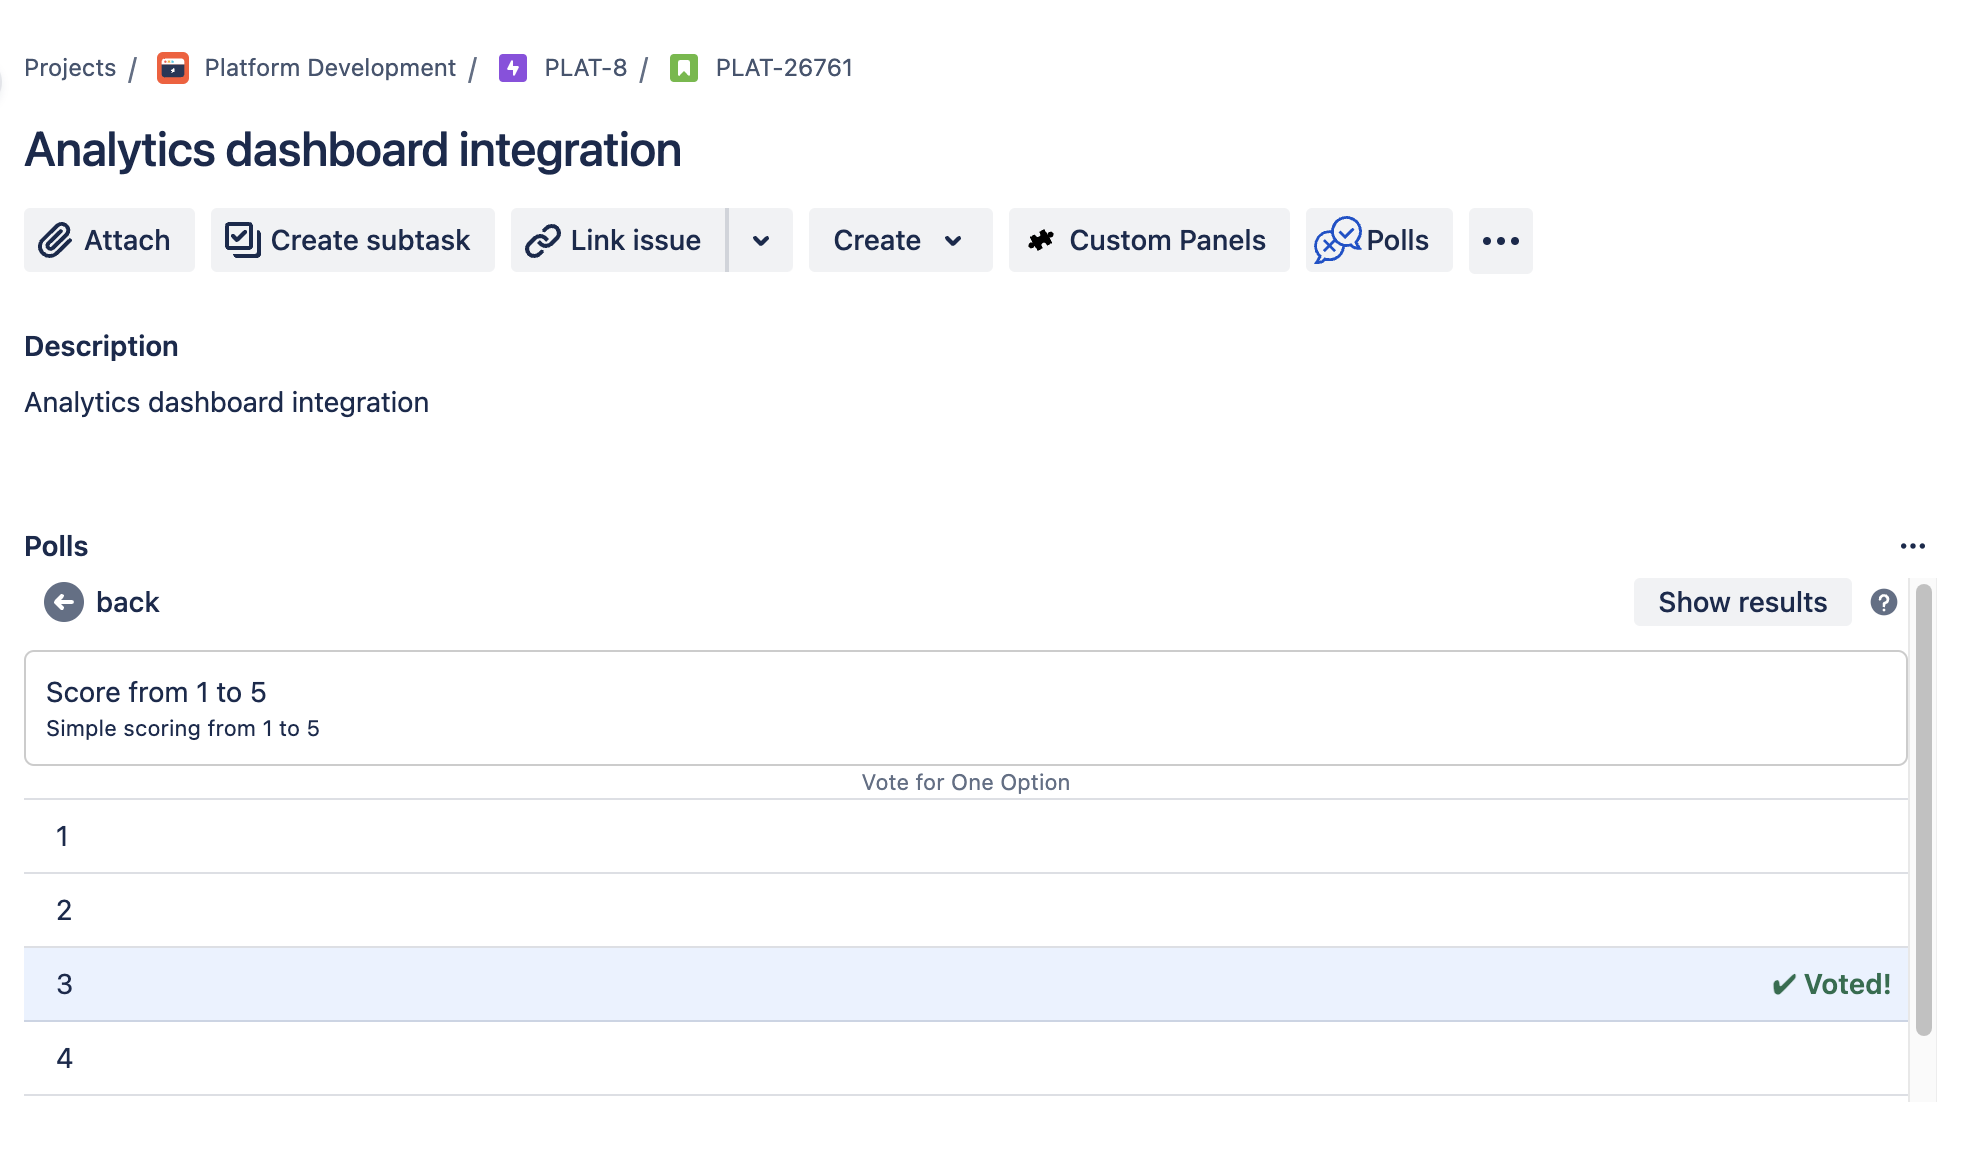 Projects / Platform Development / PLAT-8 / PLAT-26761
Analytics dashboard integration
Attach Create subtask Link issue Create Custom Panels Polls
Description
Analytics dashboard integration
Polls
back Show results
Score from 1 to 5
Simple scoring from 1 to 5
Vote for One Option
1
2
3 ✔ Voted!
4